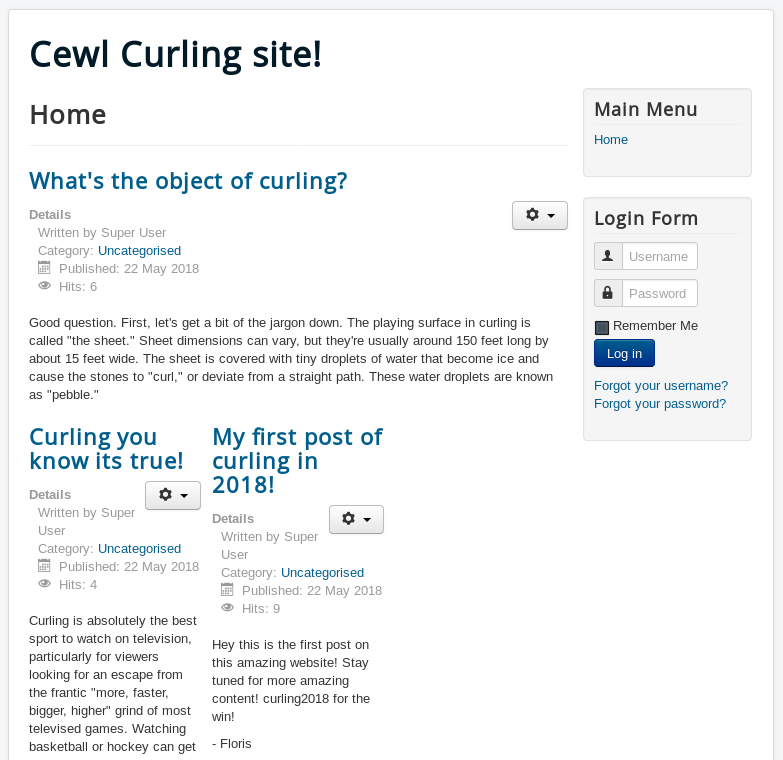 Cewl Curling site!
Home
What's the object of curling?
Details
Written by Super User
Category: Uncategorised
Published: 22 May 2018
Hits: 6
Good question. First, let's get a bit of the jargon down. The playing surface in curling is
called "the sheet." Sheet dimensions can vary, but they're usually around 150 feet long by
about 15 feet wide. The sheet is covered with tiny droplets of water that become ice and
cause the stones to "curl," or deviate from a straight path. These water droplets are known
as "pebble."
Curling you
know its true!
Details
Written by Super
User
Category: Uncategorised
Published: 22 May 2018
Hits: 4
Curling is absolutely the best
sport to watch on television,
particularly for viewers
looking for an escape from
the frantic "more, faster,
bigger, higher" grind of most
televised games. Watching
basketball or hockey can get
My first post of
curling in
2018!
Details
Written by Super
User
Category: Uncategorised
Published: 22 May 2018
Hits: 9
Hey this is the first post on
this amazing website! Stay
tuned for more amazing
content! curling2018 for the
win!
- Floris
Main Menu
Home
Login Form
Username
Password
Remember Me
Log in
Forgot your username?
Forgot your password?